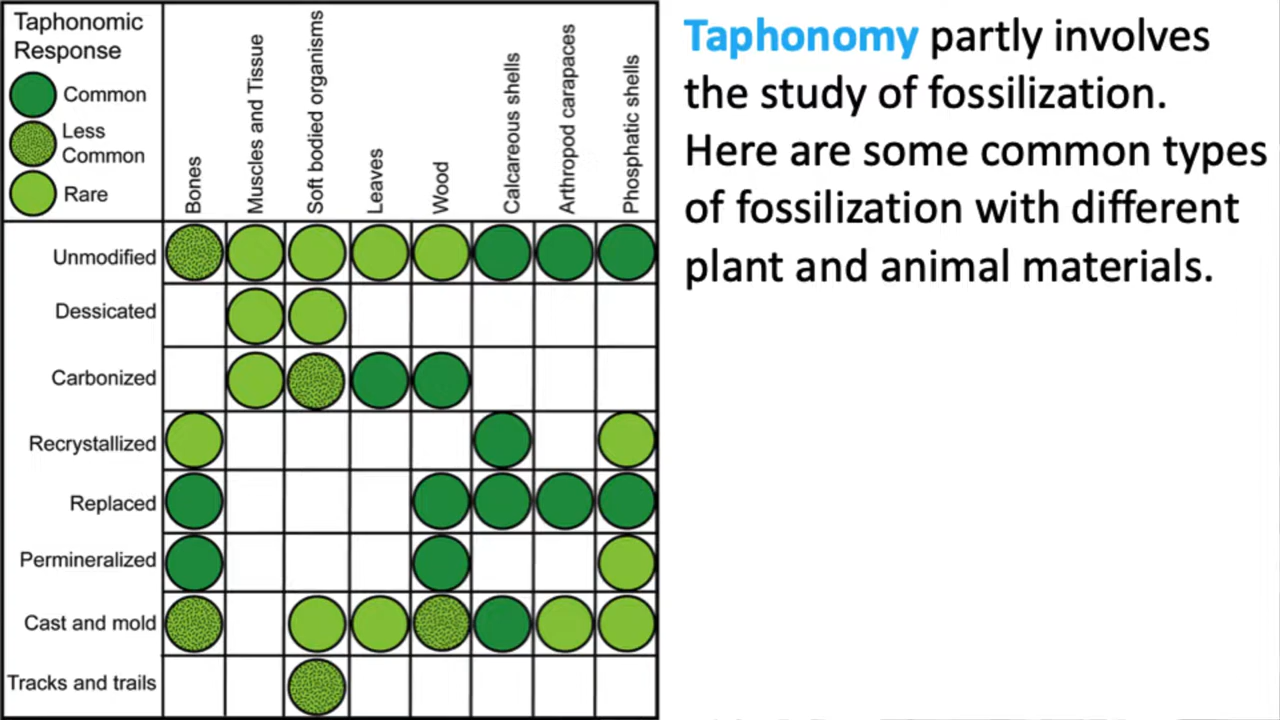 Taphonomic
Response
Common
Less
Common
Rare
Bones
Muscles and Tissue
Soft bodied organisms
Leaves
Wood
Calcareous shells
Arthropod carapaces
Phosphatic shells
Unmodified
Dessicated
Carbonized
Recrystallized
Replaced
Permineralized
Cast and mold
Tracks and trails
Taphonomy partly involves
the study of fossilization.
Here are some common types
of fossilization with different
plant and animal materials.